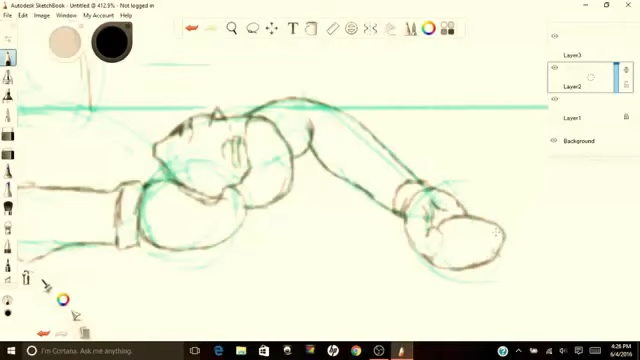 Autodesk SketchBook - Untitled @ 412.9% - Not logged in
File Edit Image Window My Account Help
T
Layer3
Layer2
Layer1
Background
I'm Cortana. Ask me anything.
4:26 PM
6/4/2016